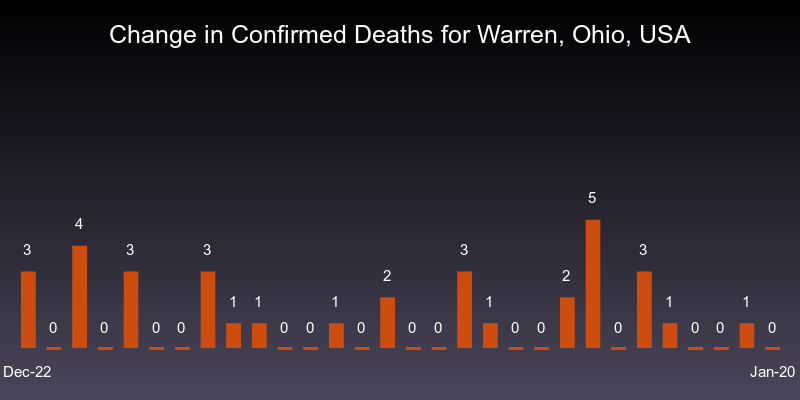 Change in Confirmed Deaths for Warren, Ohio, USA
3 0 4 0 3 0 0 3 1 1 0 0 1 0 2 0 0 3 1 0 0 2 5 0 3 1 0 0 1 0
Dec-22 Jan-20